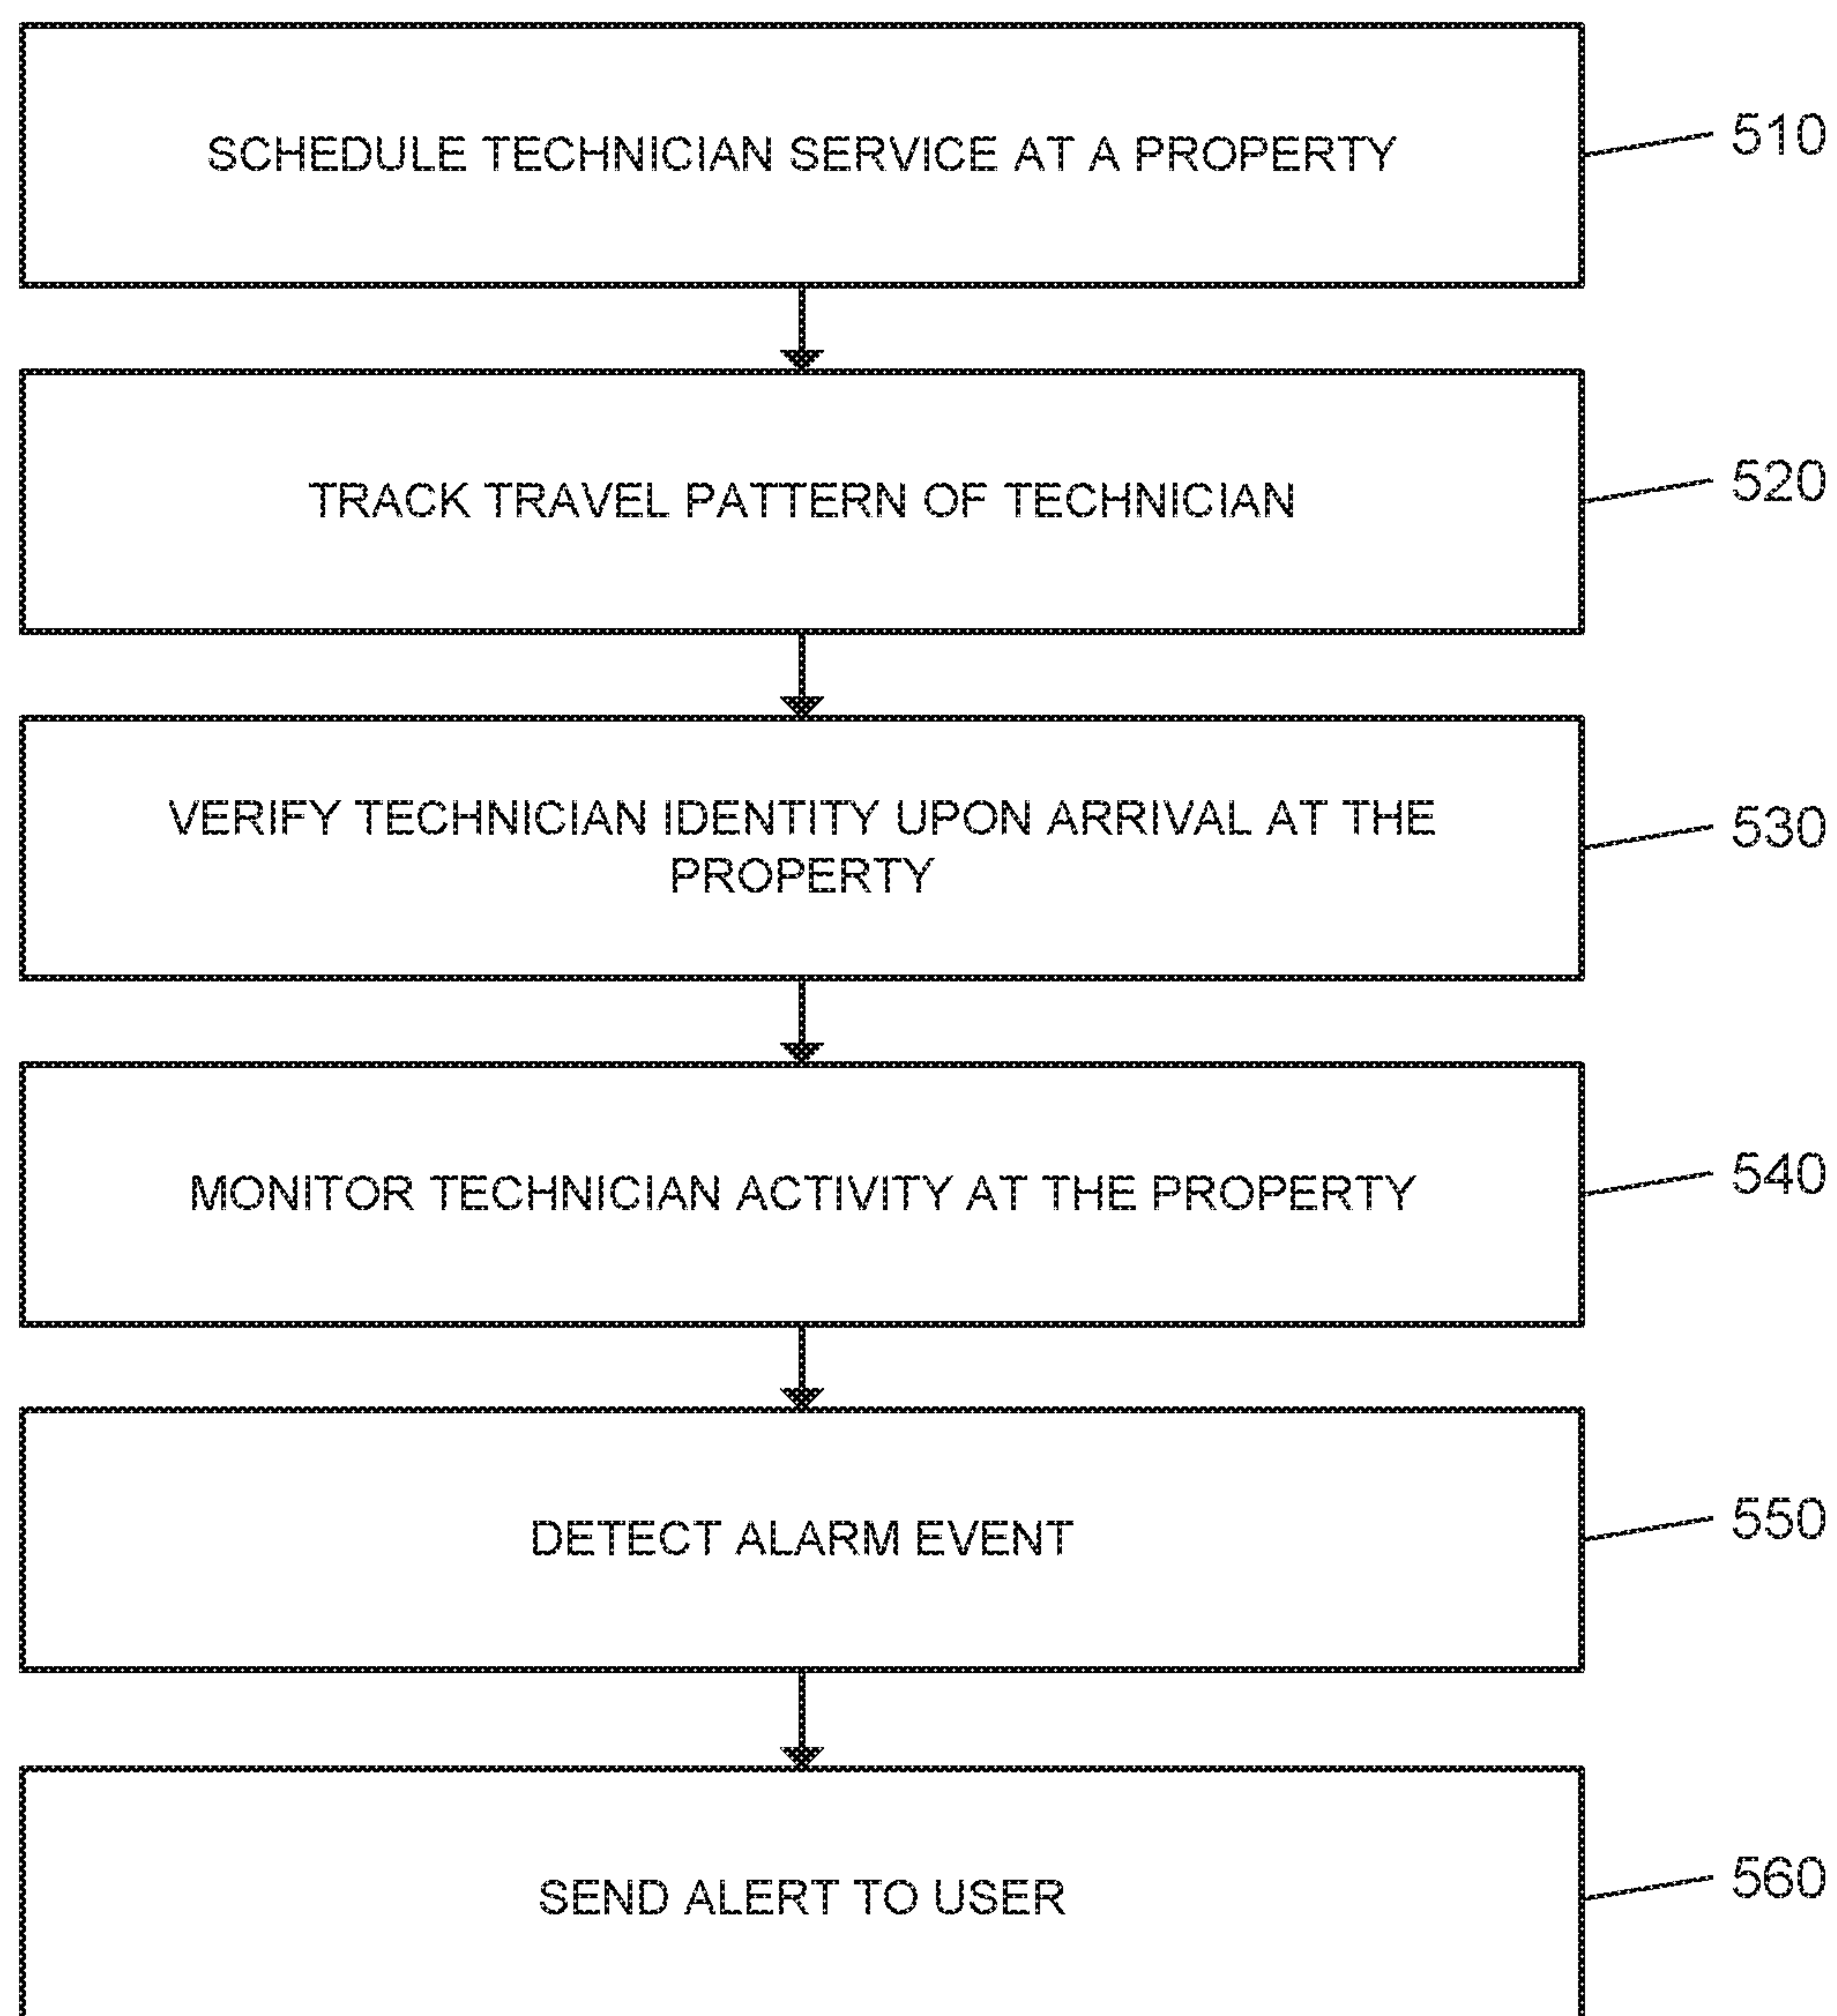 SCHEDULE TECHNICIAN SERVICE AT A PROPERTY
510
TRACK TRAVEL PATTERN OF TECHNICIAN
520
VERIFY TECHNICIAN IDENTITY UPON ARRIVAL AT THE
PROPERTY
530
MONITOR TECHNICIAN ACTIVITY AT THE PROPERTY
540
DETECT ALARM EVENT
550
SEND ALERT TO USER
560